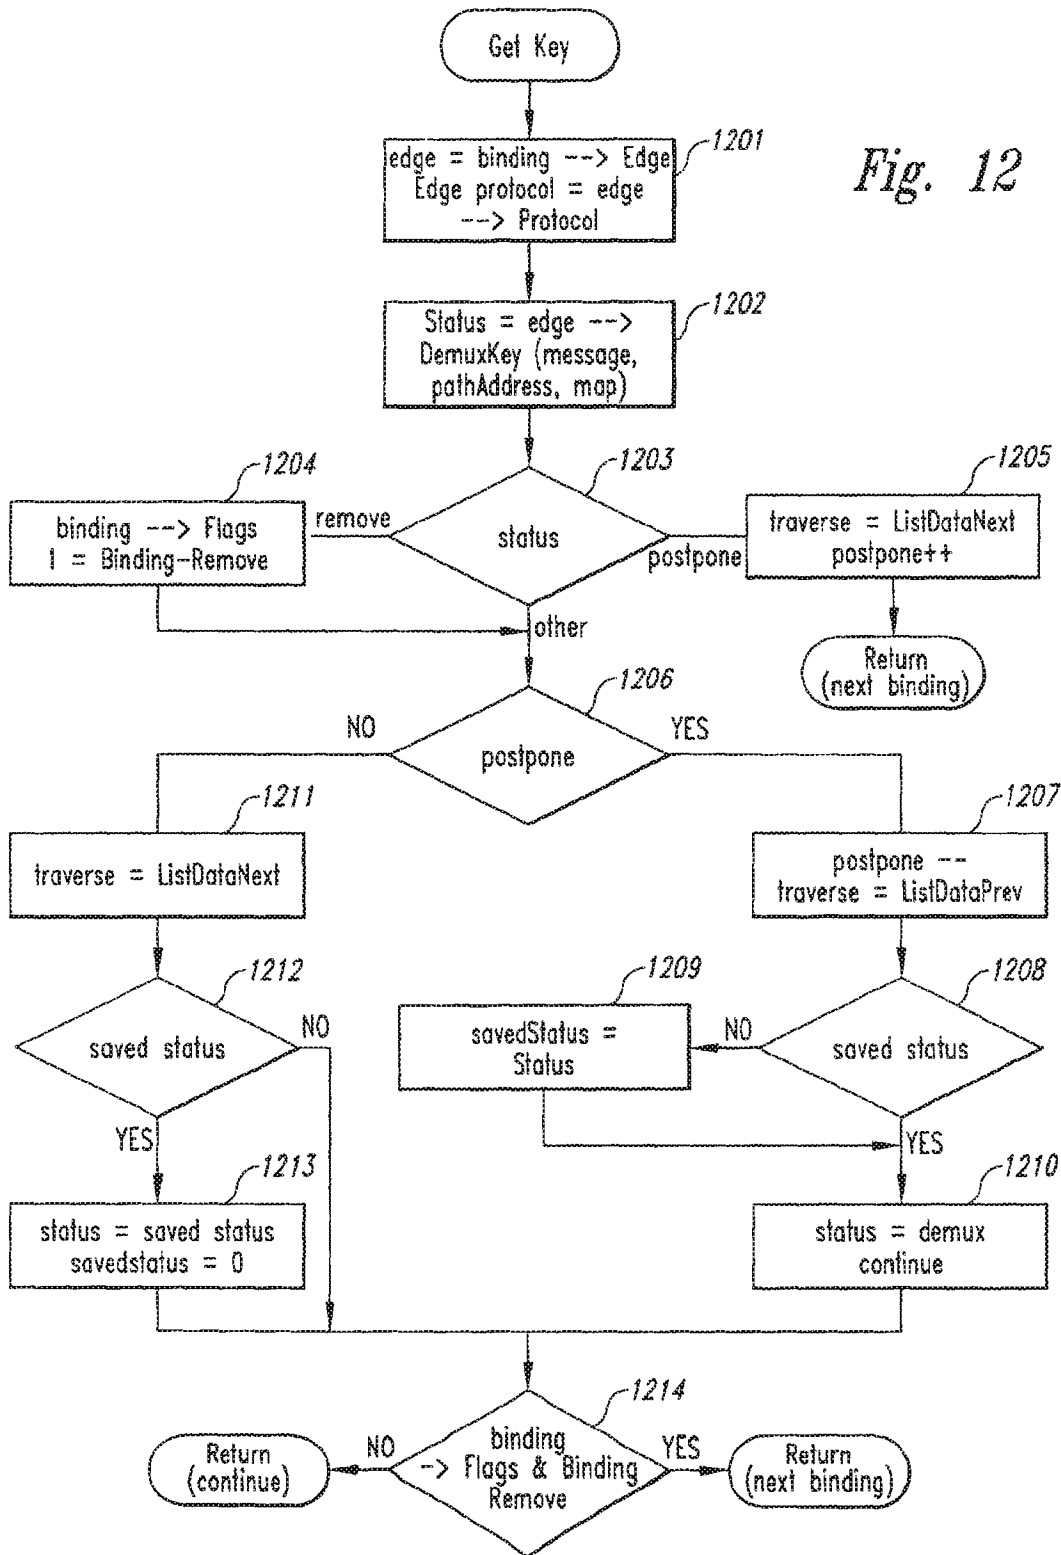 Get Key
1201
edge = binding --> Edge
Edge protocol = edge
--> Protocol
Fig. 12
1202
Status = edge -->
DemuxKey (message,
pathAddress, map)
1203
status
remove
postpone
other
1204
binding --> Flags
| = Binding-Remove
1205
traverse = ListDataNext
postpone++
Return
(next binding)
1206
postpone
NO
YES
1211
traverse = ListDataNext
1207
postpone --
traverse = ListDataPrev
1212
saved status
NO
YES
1209
savedStatus =
Status
1208
saved status
NO
YES
1213
status = saved status
savedstatus = 0
1210
status = demux
continue
1214
binding
-> Flags & Binding
Remove
NO
YES
Return
(continue)
Return
(next binding)